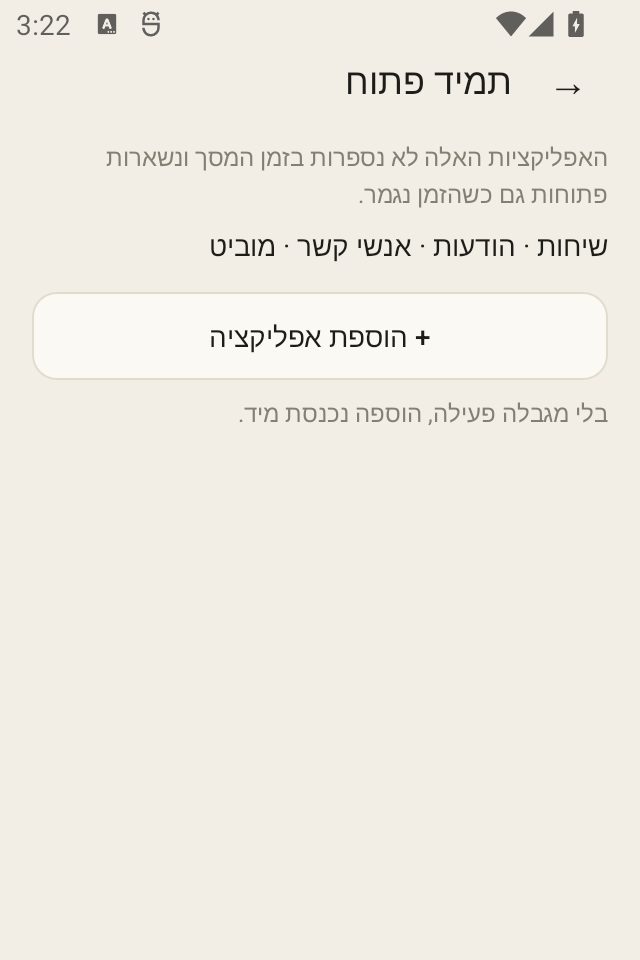 3:22
→ תמיד פתוח
האפליקציות האלה לא נספרות בזמן המסך ונשארות
פתוחות גם כשהזמן נגמר.
שיחות · הודעות · אנשי קשר · מוביט
+ הוספת אפליקציה
בלי מגבלה פעילה, הוספה נכנסת מיד.